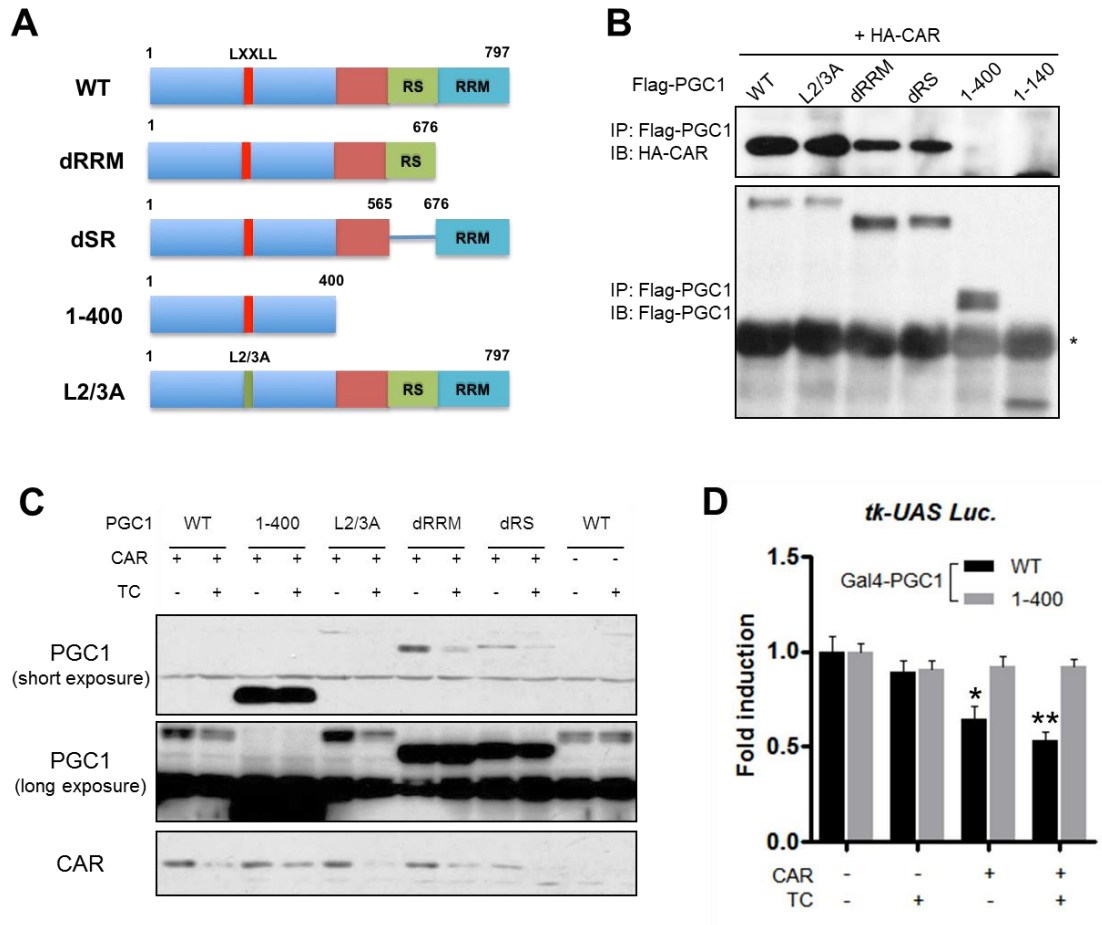 A
1 LXXLL 797
WT RS RRM
1 676
dRRM RS
1 565 676
dSR RRM
1 400
1-400
1 L2/3A 797
L2/3A RS RRM
B
+ HA-CAR
Flag-PGC1 WT L2/3A dRRM dRS 1-400 1-140
IP: Flag-PGC1
IB: HA-CAR
IP: Flag-PGC1
IB: Flag-PGC1
*
C
PGC1 WT 1-400 L2/3A dRRM dRS WT
CAR + + + + + + + + + + - -
TC - + - + - + - + - + - +
PGC1
(short exposure)
PGC1
(long exposure)
CAR
D
tk-UAS Luc.
Gal4-PGC1 WT
1-400
Fold induction
1.5
1.0
0.5
0.0
* **
CAR - - + +
TC - + - +